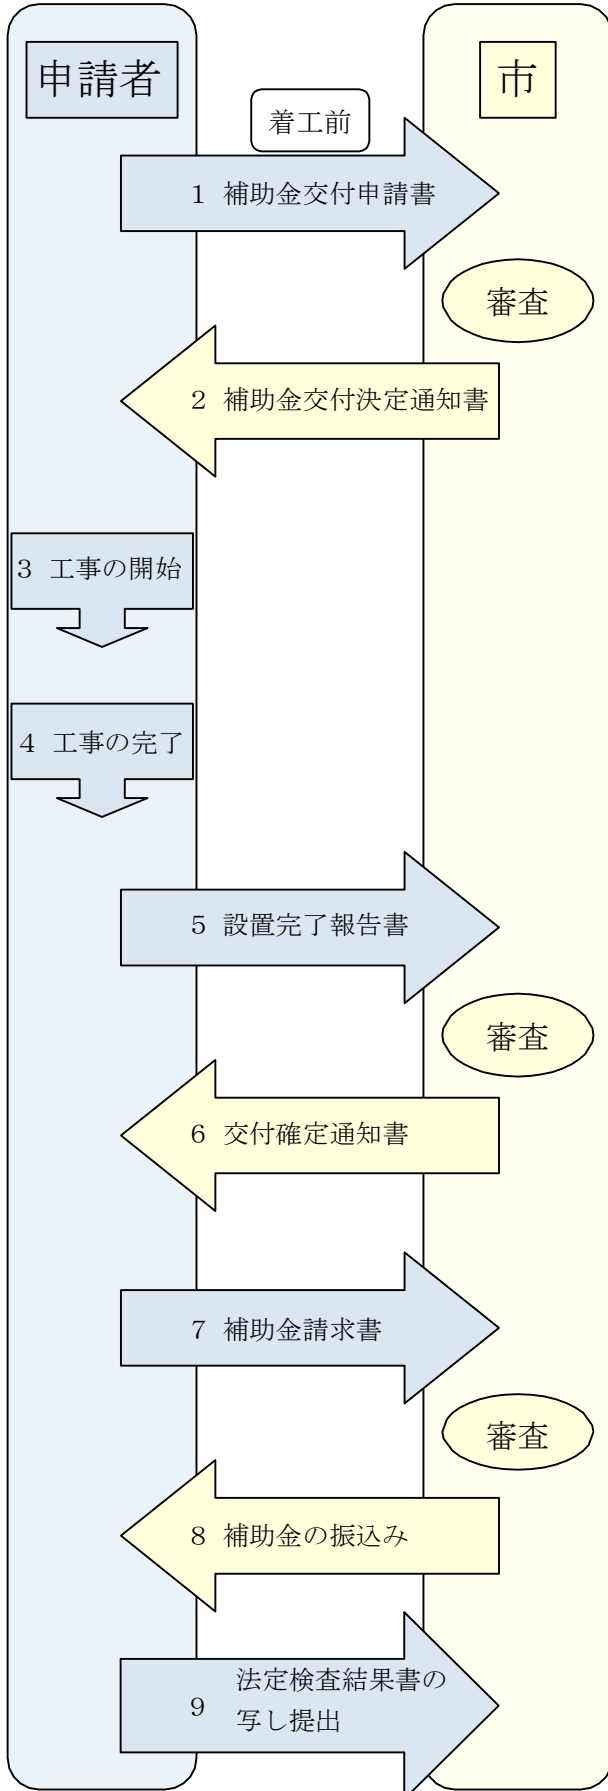 申請者
市
着工前
1 補助金交付申請書
審査
2 補助金交付決定通知書
3 工事の開始
4 工事の完了
5 設置完了報告書
審査
6 交付確定通知書
7 補助金請求書
審査
8 補助金の振込み
9 法定検査結果書の
写し提出